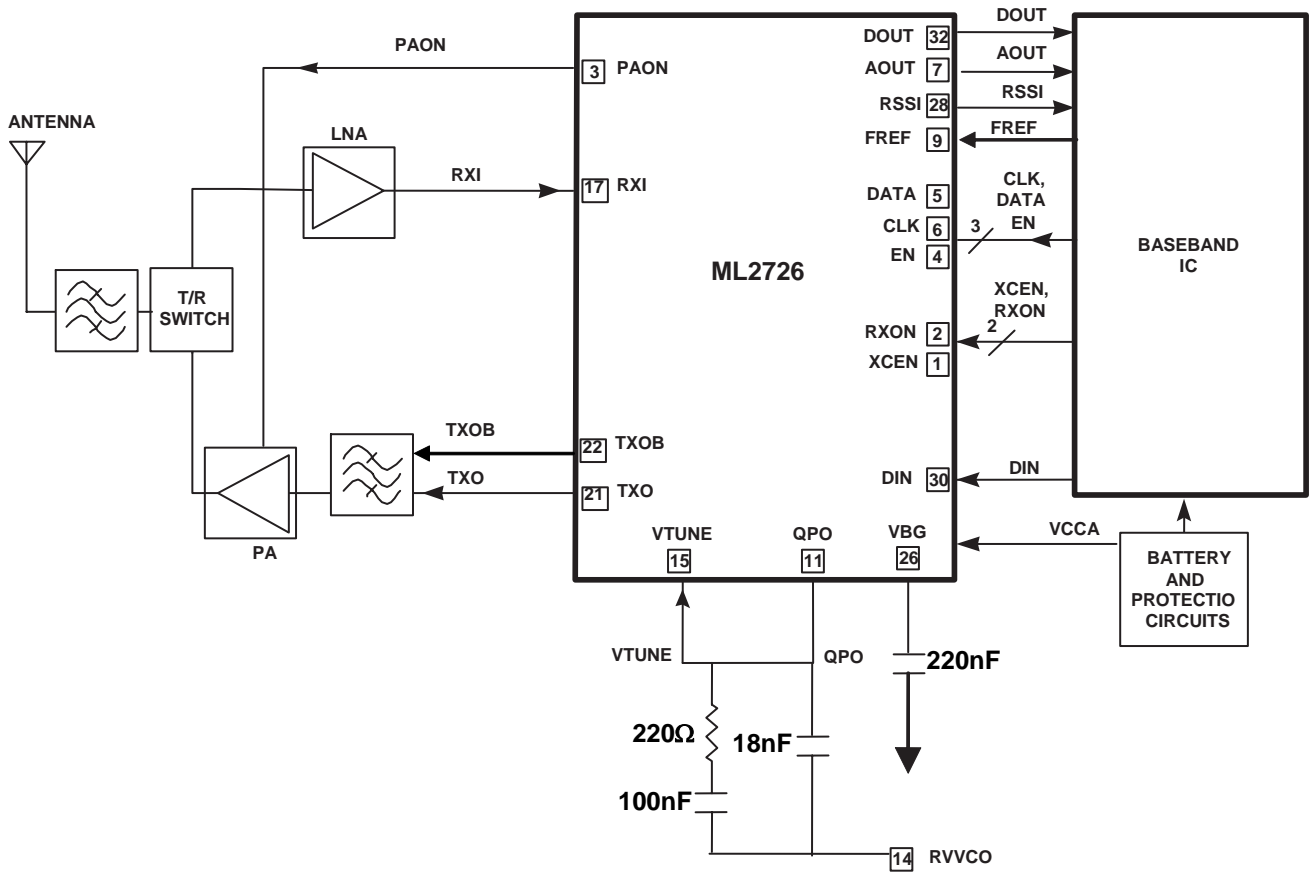 DOUT
PAON
DOUT 32
AOUT
3 PAON
AOUT 7
RSSI
RSSI 28
FREF
ANTENNA
LNA
FREF 9
RXI
17 RXI
DATA 5
CLK,
DATA
EN
CLK 6
3
EN 4
BASEBAND
IC
ML2726
T/R
SWITCH
XCEN,
RXON
2
RXON 2
XCEN 1
TXOB
22 TXOB
TXO
21 TXO
DIN 30
DIN
PA
VTUNE
15
QPO
11
VBG
26
VCCA
BATTERY
AND
PROTECTIO
CIRCUITS
VTUNE
QPO
220nF
220Ω
18nF
100nF
14 RVVCO